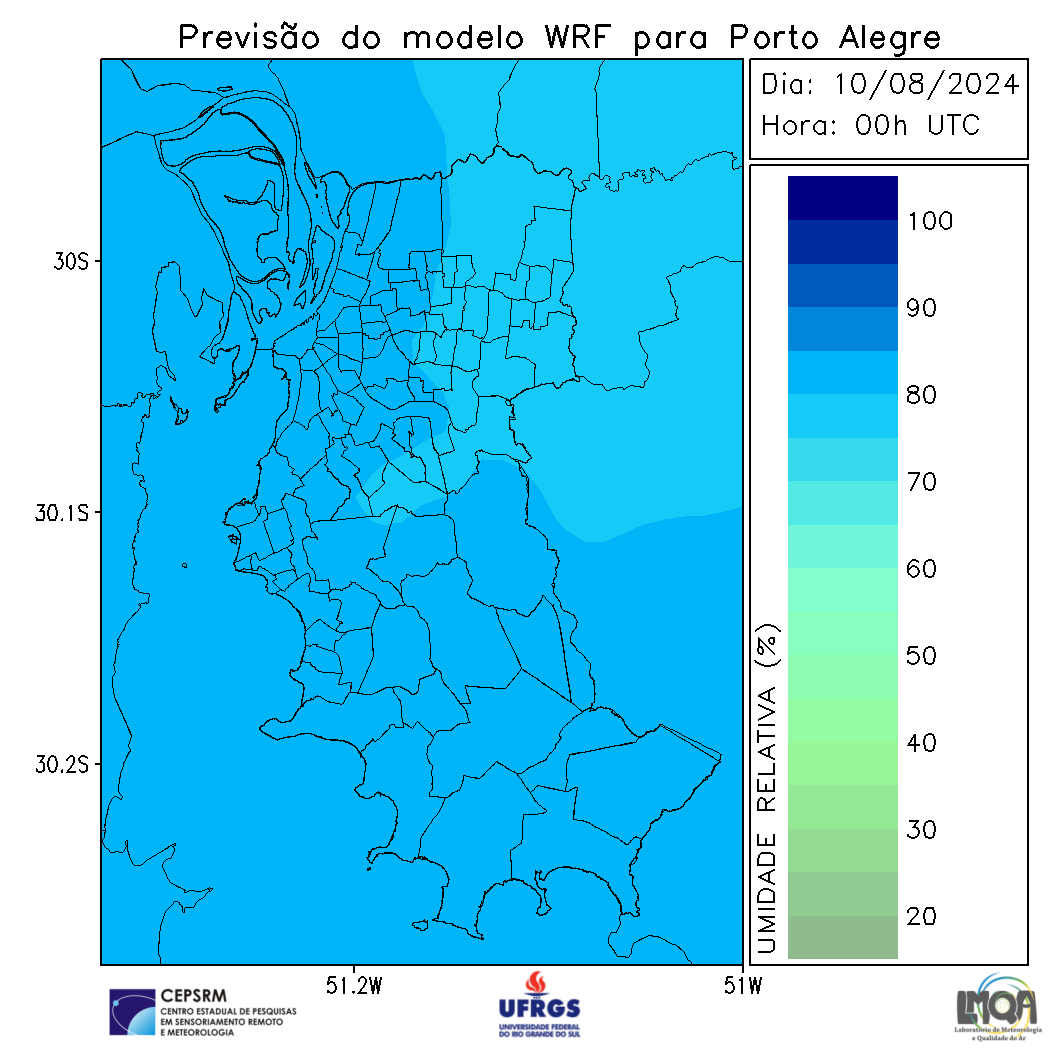 Previsão do modelo WRF para Porto Alegre
Dia: 10/08/2024
Hora: 00h UTC
100
90
80
70
60
50
40
30
20
UMIDADE RELATIVA (%)
30S
30.1S
30.2S
51.2W
51W
CEPSRM
CENTRO ESTADUAL DE PESQUISAS
EM SENSORIAMENTO REMOTO
E METEOROLOGIA
UFRGS
UNIVERSIDADE FEDERAL
DO RIO GRANDE DO SUL
LMQA
Laboratório de Meteorologia
e Qualidade do Ar